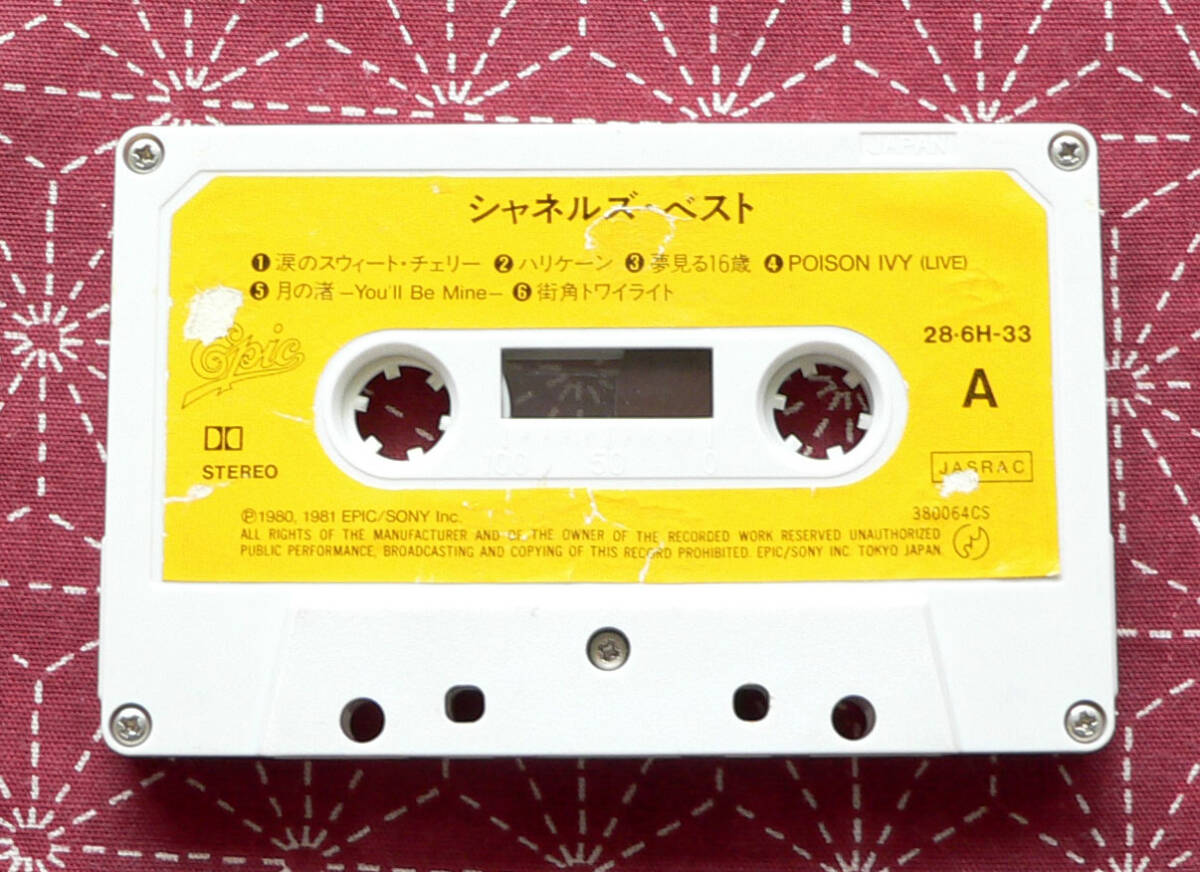 JAPAN
シャネルズ・ベスト
❶ 涙のスウィート・チェリー ❷ ハリケーン ❸ 夢見る16歳 ❹ POISON IVY (LIVE)
❺ 月の渚 –You'll Be Mine– ❻ 街角トワイライト
Epic
28·6H-33
A
STEREO
JASRAC
100 50 0
Ⓟ1980, 1981 EPIC/SONY Inc.
380064CS
ALL RIGHTS OF THE MANUFACTURER AND OF THE OWNER OF THE RECORDED WORK RESERVED UNAUTHORIZED
PUBLIC PERFORMANCE, BROADCASTING AND COPYING OF THIS RECORD PROHIBITED. EPIC/SONY INC. TOKYO JAPAN